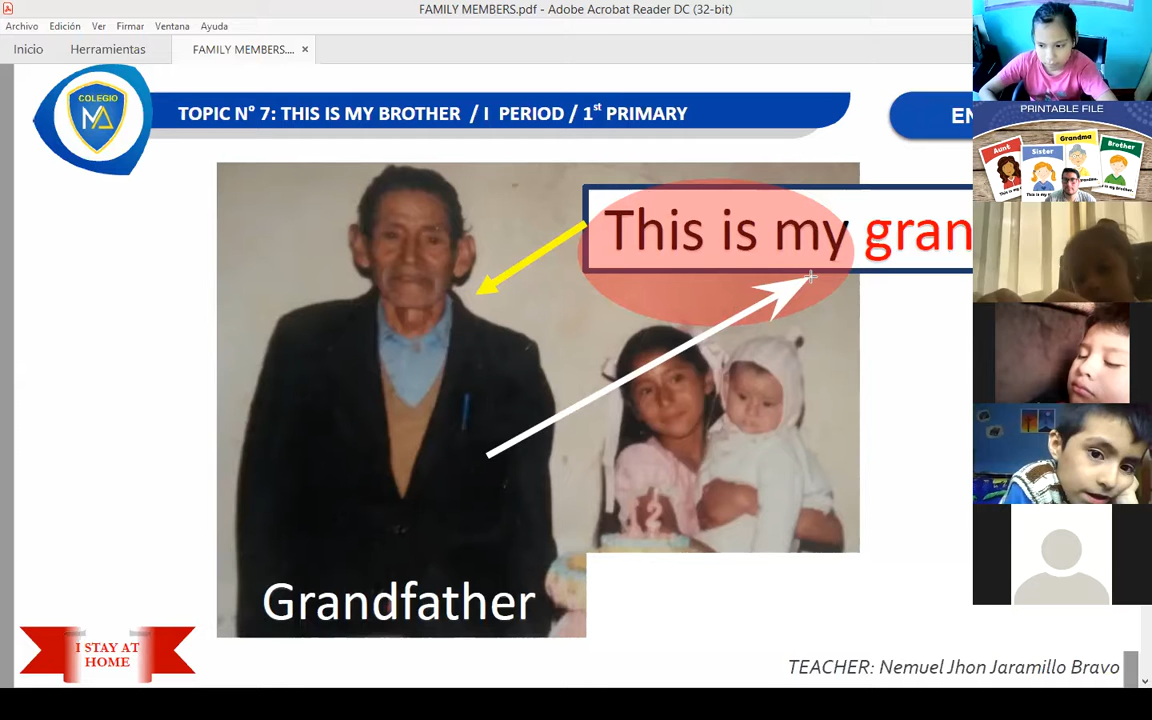 FAMILY MEMBERS.pdf - Adobe Acrobat Reader DC (32-bit)
Archivo Edición Ver Firmar Ventana Ayuda
Inicio Herramientas FAMILY MEMBERS.... ×
COLEGIO
MA
TOPIC N° 7: THIS IS MY BROTHER / I PERIOD / 1st PRIMARY
EN
This is my gran
2
Grandfather
I STAY AT
HOME
TEACHER: Nemuel Jhon Jaramillo Bravo
PRINTABLE FILE
Aunt
Sister
Grandma
Brother